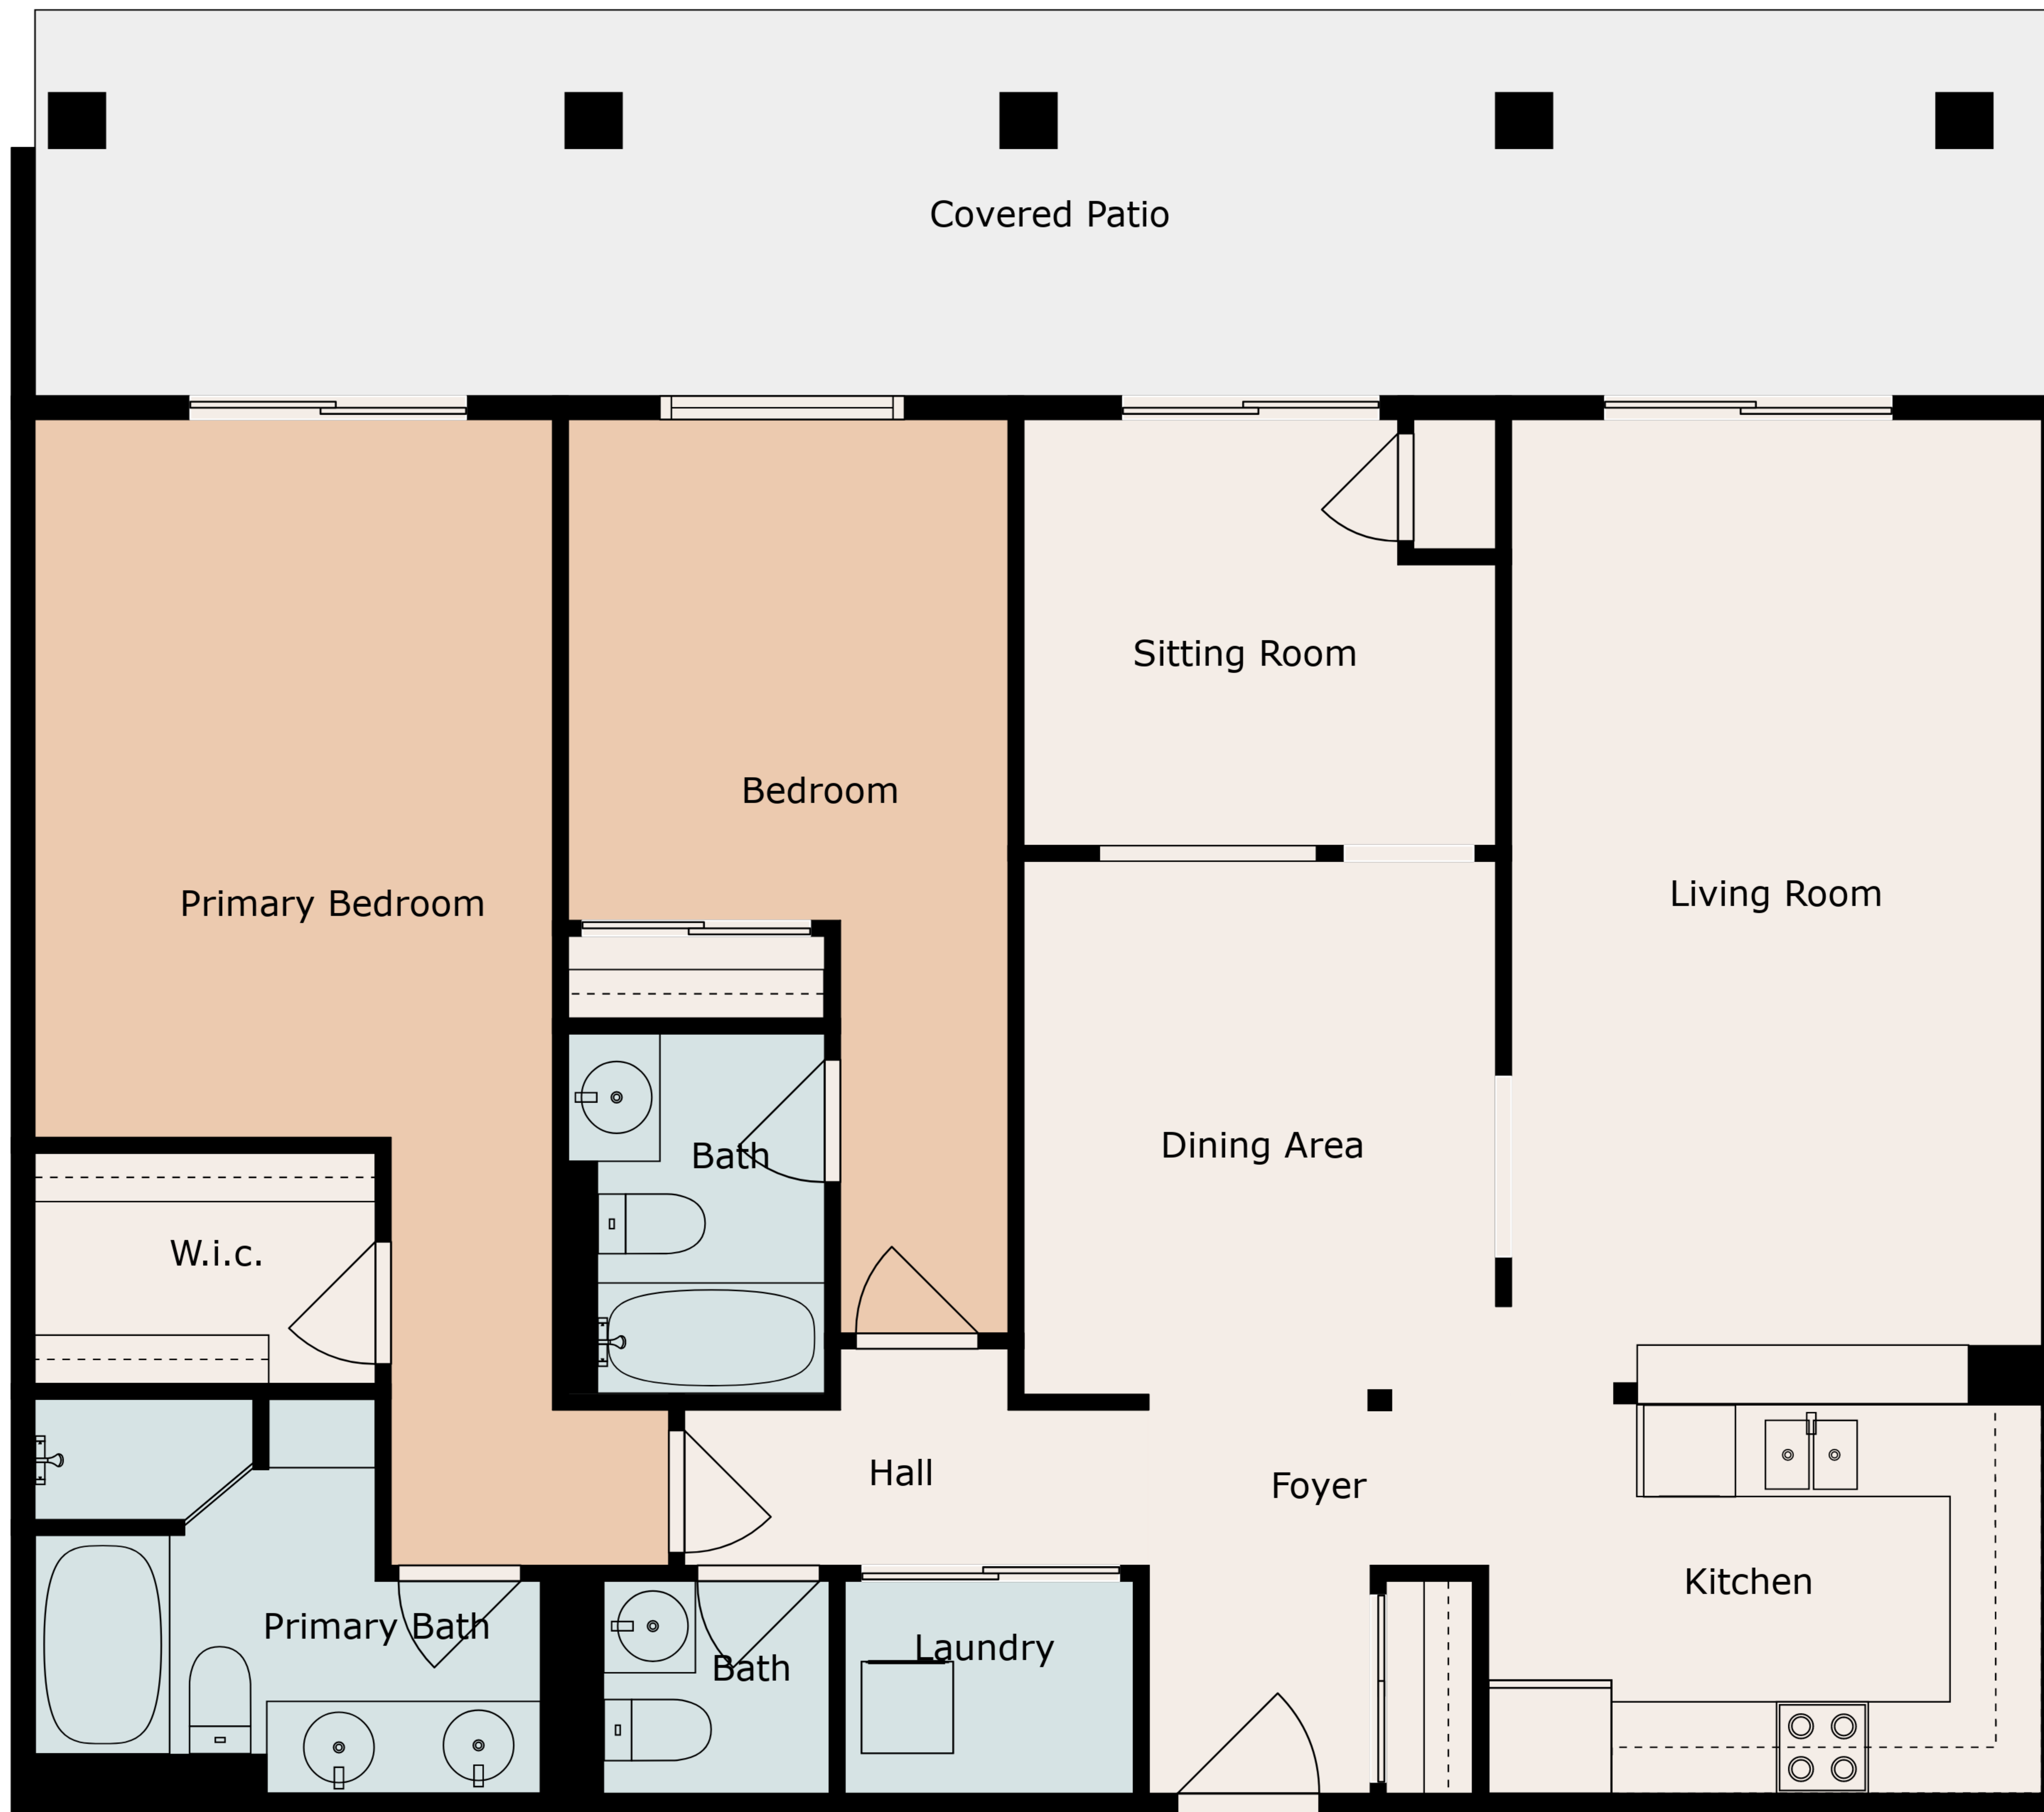 Covered Patio
Sitting Room
Bedroom
Living Room
Primary Bedroom
Dining Area
Bath
W.i.c.
Hall
Foyer
Kitchen
Primary Bath
Laundry
Bath